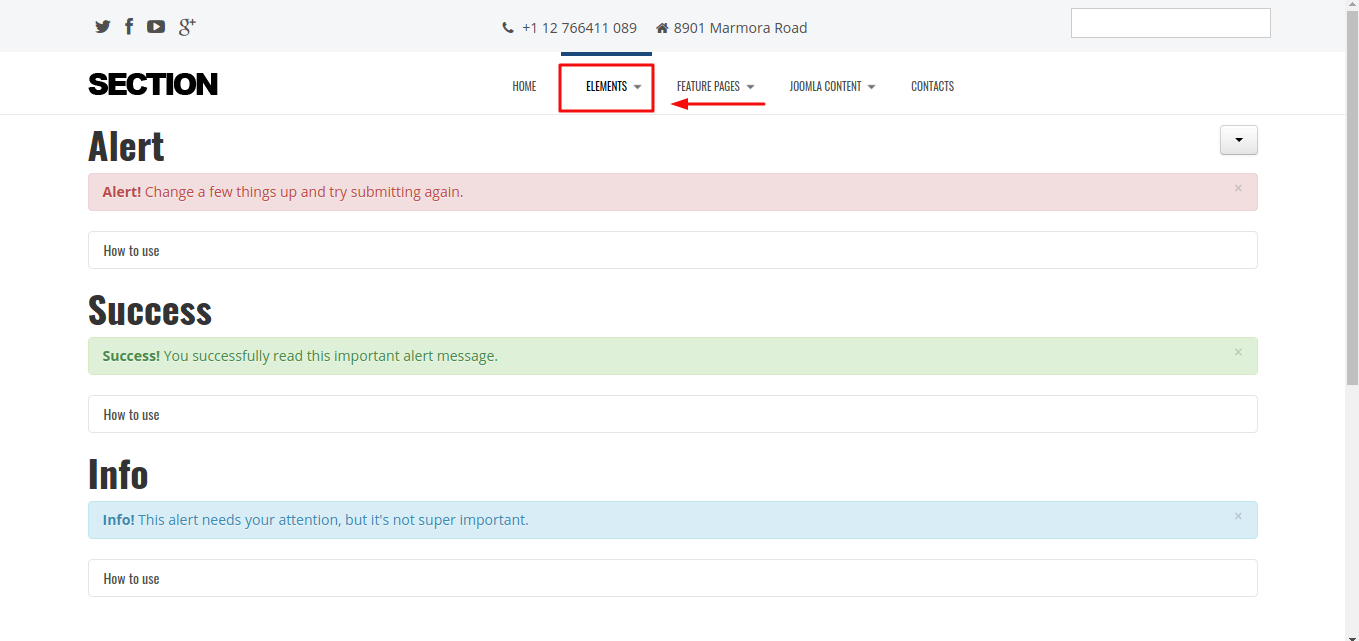 +1 12 766411 089 8901 Marmora Road
SECTION HOME ELEMENTS FEATURE PAGES JOOMLA CONTENT CONTACTS
Alert
Alert! Change a few things up and try submitting again. ×
How to use
Success
Success! You successfully read this important alert message. ×
How to use
Info
Info! This alert needs your attention, but it's not super important. ×
How to use